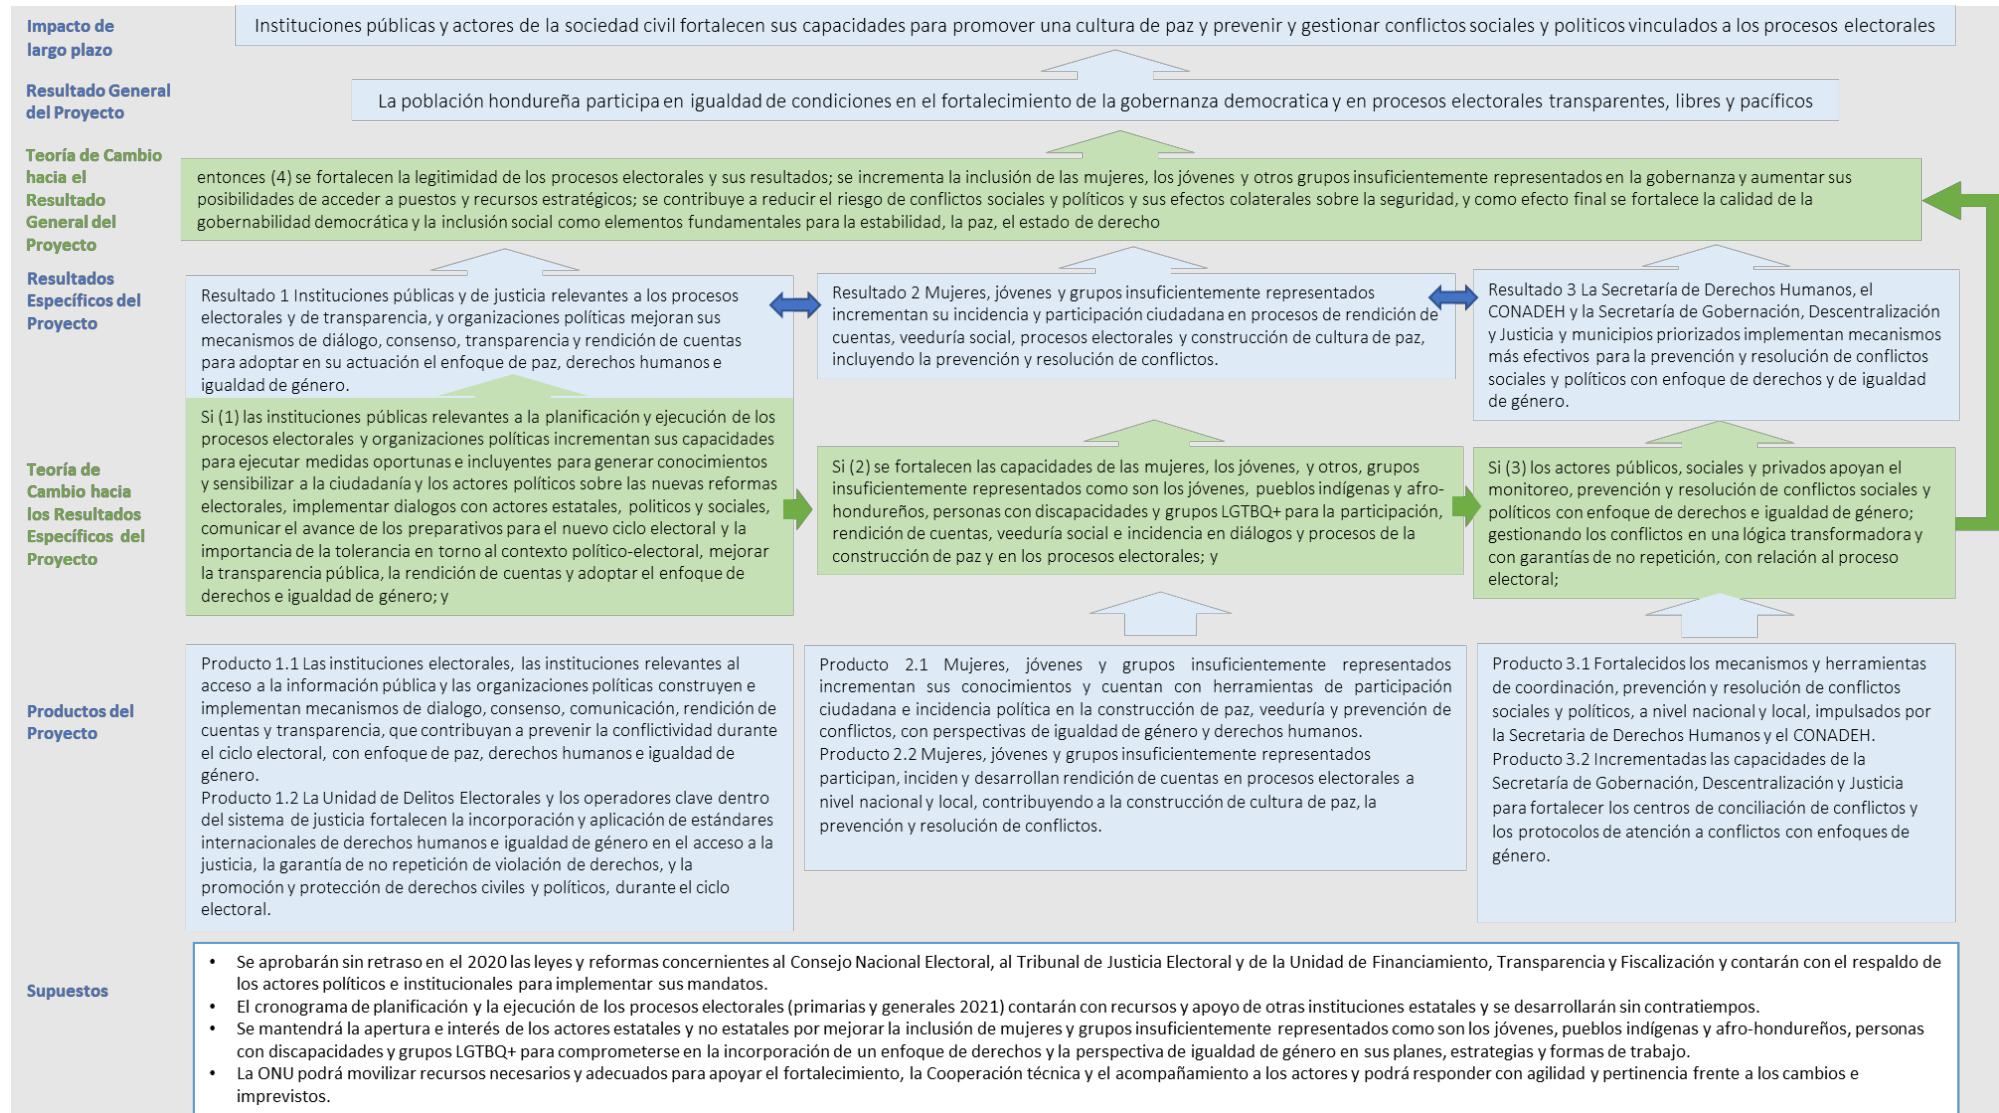 Impacto de
largo plazo
Instituciones públicas y actores de la sociedad civil fortalecen sus capacidades para promover una cultura de paz y prevenir y gestionar conflictos sociales y politicos vinculados a los procesos electorales
Resultado General
del Proyecto
La población hondureña participa en igualdad de condiciones en el fortalecimiento de la gobernanza democratica y en procesos electorales transparentes, libres y pacíficos
Teoría de Cambio
hacia el
Resultado
General del
Proyecto
entonces (4) se fortalecen la legitimidad de los procesos electorales y sus resultados; se incrementa la inclusión de las mujeres, los jóvenes y otros grupos insuficientemente representados en la gobernanza y aumentar sus
posibilidades de acceder a puestos y recursos estratégicos; se contribuye a reducir el riesgo de conflictos sociales y políticos y sus efectos colaterales sobre la seguridad, y como efecto final se fortalece la calidad de la
gobernabilidad democrática y la inclusión social como elementos fundamentales para la estabilidad, la paz, el estado de derecho
Resultados
Específicos del
Proyecto
Resultado 1 Instituciones públicas y de justicia relevantes a los procesos
electorales y de transparencia, y organizaciones políticas mejoran sus
mecanismos de diálogo, consenso, transparencia y rendición de cuentas
para adoptar en su actuación el enfoque de paz, derechos humanos e
igualdad de género.
Resultado 2 Mujeres, jóvenes y grupos insuficientemente representados
incrementan su incidencia y participación ciudadana en procesos de rendición de
cuentas, veeduría social, procesos electorales y construcción de cultura de paz,
incluyendo la prevención y resolución de conflictos.
Resultado 3 La Secretaría de Derechos Humanos, el
CONADEH y la Secretaría de Gobernación, Descentralización
y Justicia y municipios priorizados implementan mecanismos
más efectivos para la prevención y resolución de conflictos
sociales y políticos con enfoque de derechos y de igualdad
de género.
Teoría de
Cambio hacia
los Resultados
Específicos del
Proyecto
Si (1) las instituciones públicas relevantes a la planificación y ejecución de los
procesos electorales y organizaciones políticas incrementan sus capacidades
para ejecutar medidas oportunas e incluyentes para generar conocimientos
y sensibilizar a la ciudadanía y los actores políticos sobre las nuevas reformas
electorales, implementar dialogos con actores estatales, politicos y sociales,
comunicar el avance de los preparativos para el nuevo ciclo electoral y la
importancia de la tolerancia en torno al contexto político-electoral, mejorar
la transparencia pública, la rendición de cuentas y adoptar el enfoque de
derechos e igualdad de género; y
Si (2) se fortalecen las capacidades de las mujeres, los jóvenes, y otros, grupos
insuficientemente representados como son los jóvenes, pueblos indígenas y afro-
hondureños, personas con discapacidades y grupos LGTBQ+ para la participación,
rendición de cuentas, veeduría social e incidencia en diálogos y procesos de la
construcción de paz y en los procesos electorales; y
Si (3) los actores públicos, sociales y privados apoyan el
monitoreo, prevención y resolución de conflictos sociales y
políticos con enfoque de derechos e igualdad de género;
gestionando los conflictos en una lógica transformadora y
con garantías de no repetición, con relación al proceso
electoral;
Productos del
Proyecto
Producto 1.1 Las instituciones electorales, las instituciones relevantes al
acceso a la información pública y las organizaciones políticas construyen e
implementan mecanismos de dialogo, consenso, comunicación, rendición de
cuentas y transparencia, que contribuyan a prevenir la conflictividad durante
el ciclo electoral, con enfoque de paz, derechos humanos e igualdad de
género.
Producto 1.2 La Unidad de Delitos Electorales y los operadores clave dentro
del sistema de justicia fortalecen la incorporación y aplicación de estándares
internacionales de derechos humanos e igualdad de género en el acceso a la
justicia, la garantía de no repetición de violación de derechos, y la
promoción y protección de derechos civiles y políticos, durante el ciclo
electoral.
Producto 2.1 Mujeres, jóvenes y grupos insuficientemente representados
incrementan sus conocimientos y cuentan con herramientas de participación
ciudadana e incidencia política en la construcción de paz, veeduría y prevención de
conflictos, con perspectivas de igualdad de género y derechos humanos.
Producto 2.2 Mujeres, jóvenes y grupos insuficientemente representados
participan, inciden y desarrollan rendición de cuentas en procesos electorales a
nivel nacional y local, contribuyendo a la construcción de cultura de paz, la
prevención y resolución de conflictos.
Producto 3.1 Fortalecidos los mecanismos y herramientas
de coordinación, prevención y resolución de conflictos
sociales y políticos, a nivel nacional y local, impulsados por
la Secretaria de Derechos Humanos y el CONADEH.
Producto 3.2 Incrementadas las capacidades de la
Secretaría de Gobernación, Descentralización y Justicia
para fortalecer los centros de conciliación de conflictos y
los protocolos de atención a conflictos con enfoques de
género.
Supuestos
• Se aprobarán sin retraso en el 2020 las leyes y reformas concernientes al Consejo Nacional Electoral, al Tribunal de Justicia Electoral y de la Unidad de Financiamiento, Transparencia y Fiscalización y contarán con el respaldo de
los actores políticos e institucionales para implementar sus mandatos.
• El cronograma de planificación y la ejecución de los procesos electorales (primarias y generales 2021) contarán con recursos y apoyo de otras instituciones estatales y se desarrollarán sin contratiempos.
• Se mantendrá la apertura e interés de los actores estatales y no estatales por mejorar la inclusión de mujeres y grupos insuficientemente representados como son los jóvenes, pueblos indígenas y afro-hondureños, personas
con discapacidades y grupos LGTBQ+ para comprometerse en la incorporación de un enfoque de derechos y la perspectiva de igualdad de género en sus planes, estrategias y formas de trabajo.
• La ONU podrá movilizar recursos necesarios y adecuados para apoyar el fortalecimiento, la Cooperación técnica y el acompañamiento a los actores y podrá responder con agilidad y pertinencia frente a los cambios e
imprevistos.